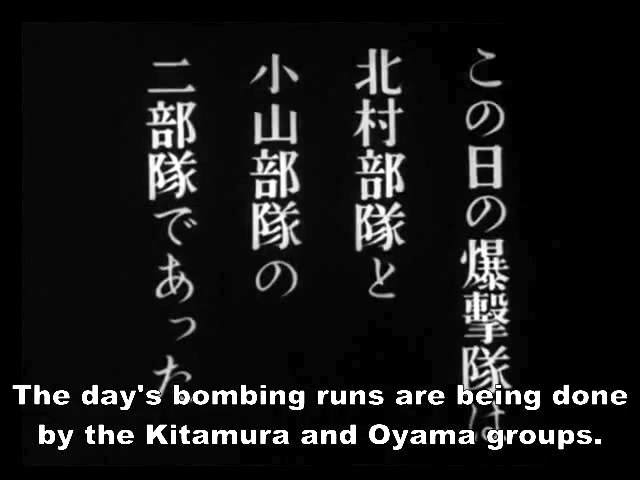 この日の爆撃隊は
北村部隊と
小山部隊の
二部隊であった
The day's bombing runs are being done
by the Kitamura and Oyama groups.